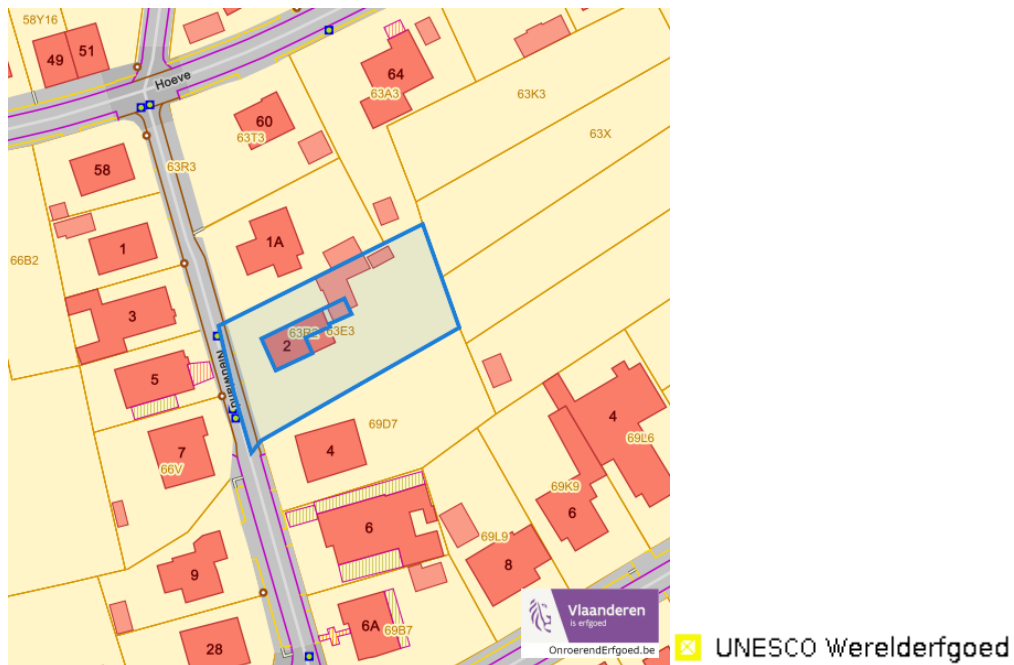 58Y16
49
51
Hoeve
64
63A3
63K3
60
63T3
63X
58
63R3
1
1A
66B2
3
63E3
2
Nieuwland
5
69D7
4
4
7
66V
69L6
69K9
6
6
69L9
8
9
6A
69B7
28
Vlaanderen
is erfgoed
OnroerendErfgoed.be
UNESCO Werelderfgoed